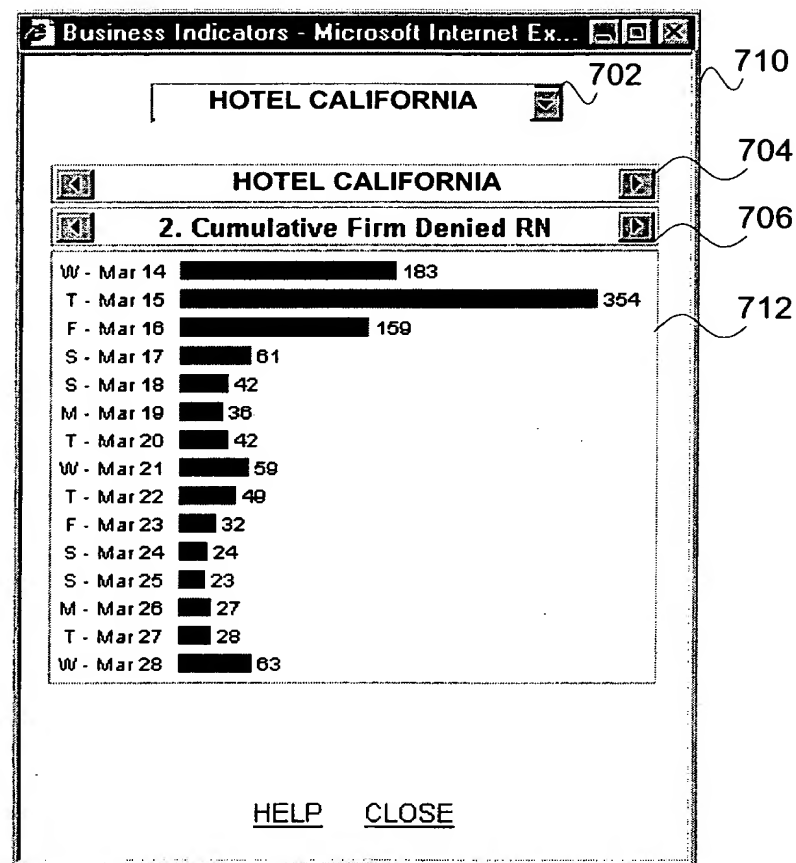 Business Indicators - Microsoft Internet Ex...
HOTEL CALIFORNIA
702
710
HOTEL CALIFORNIA
704
2. Cumulative Firm Denied RN
706
W - Mar 14 183
T - Mar 15 354
712
F - Mar 16 159
S - Mar 17 61
S - Mar 18 42
M - Mar 19 36
T - Mar 20 42
W - Mar 21 59
T - Mar 22 49
F - Mar 23 32
S - Mar 24 24
S - Mar 25 23
M - Mar 26 27
T - Mar 27 28
W - Mar 28 63
HELP CLOSE